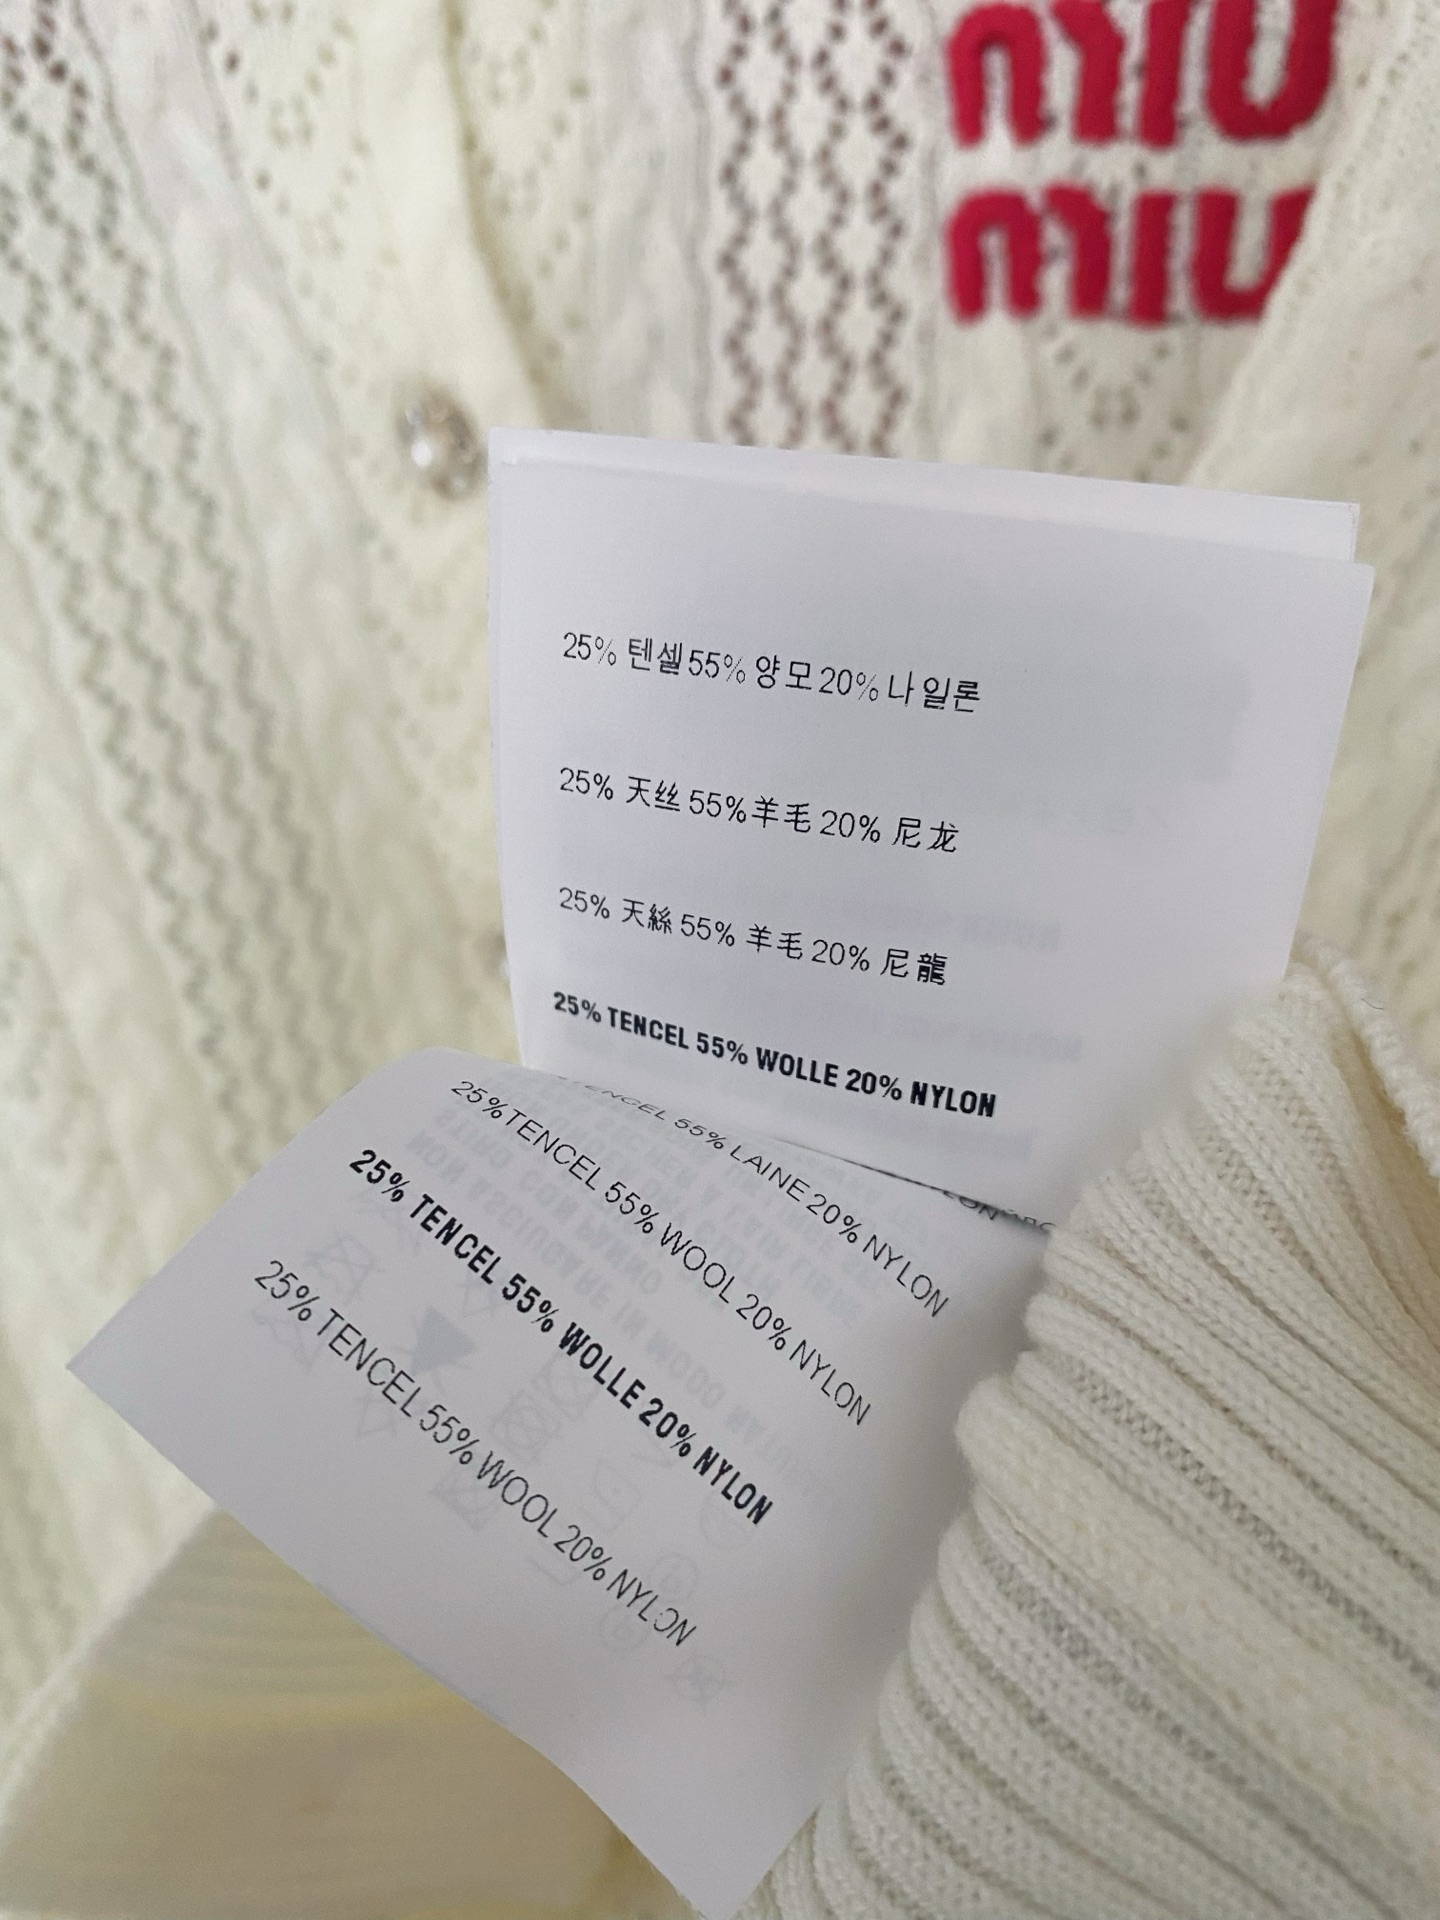 MIU
MIU
25% 텐셀 55% 양모 20% 나일론
25% 天丝 55% 羊毛 20% 尼龙
25% 天絲 55% 羊毛 20% 尼龍
25% TENCEL 55% WOLLE 20% NYLON
TENCEL 55% LAINE 20% NYLON
25% TENCEL 55% WOOL 20% NYLON
25% TENCEL 55% WOLLE 20% NYLON
25% TENCEL 55% WOOL 20% NYLON